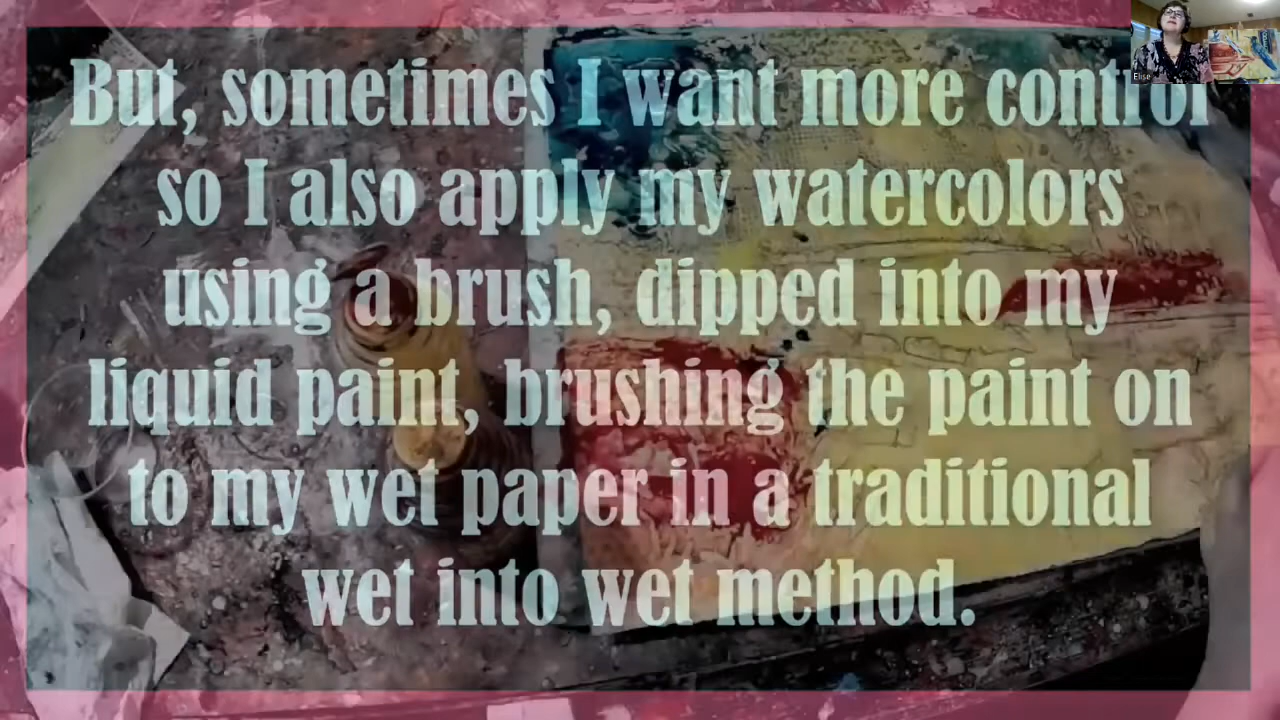 But, sometimes I want more control
so I also apply my watercolors
using a brush, dipped into my
liquid paint, brushing the paint on
to my wet paper in a traditional
wet into wet method.
Elise